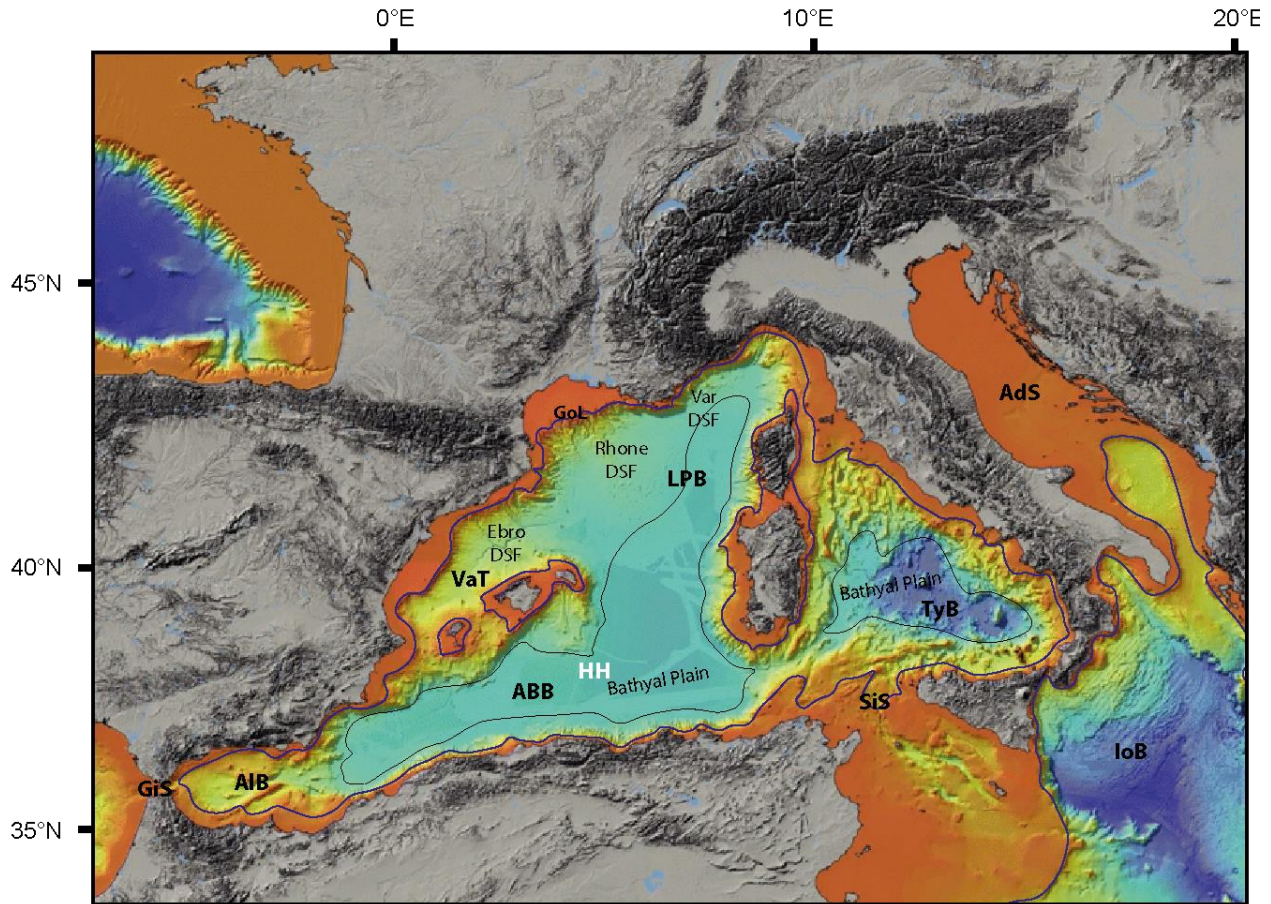 0°E
10°E
20°E
45°N
40°N
35°N
AdS
GoL
Var
DSF
Rhone
DSF
LPB
Ebro
DSF
VaT
Bathyal Plain
TyB
HH
ABB
Bathyal Plain
SiS
IoB
GiS
AlB